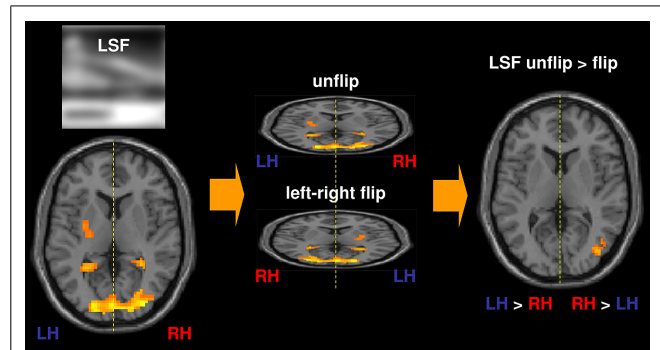 LSF
LH
RH
unflip
LH
RH
left-right flip
RH
LH
LSF unflip > flip
LH > RH
RH > LH